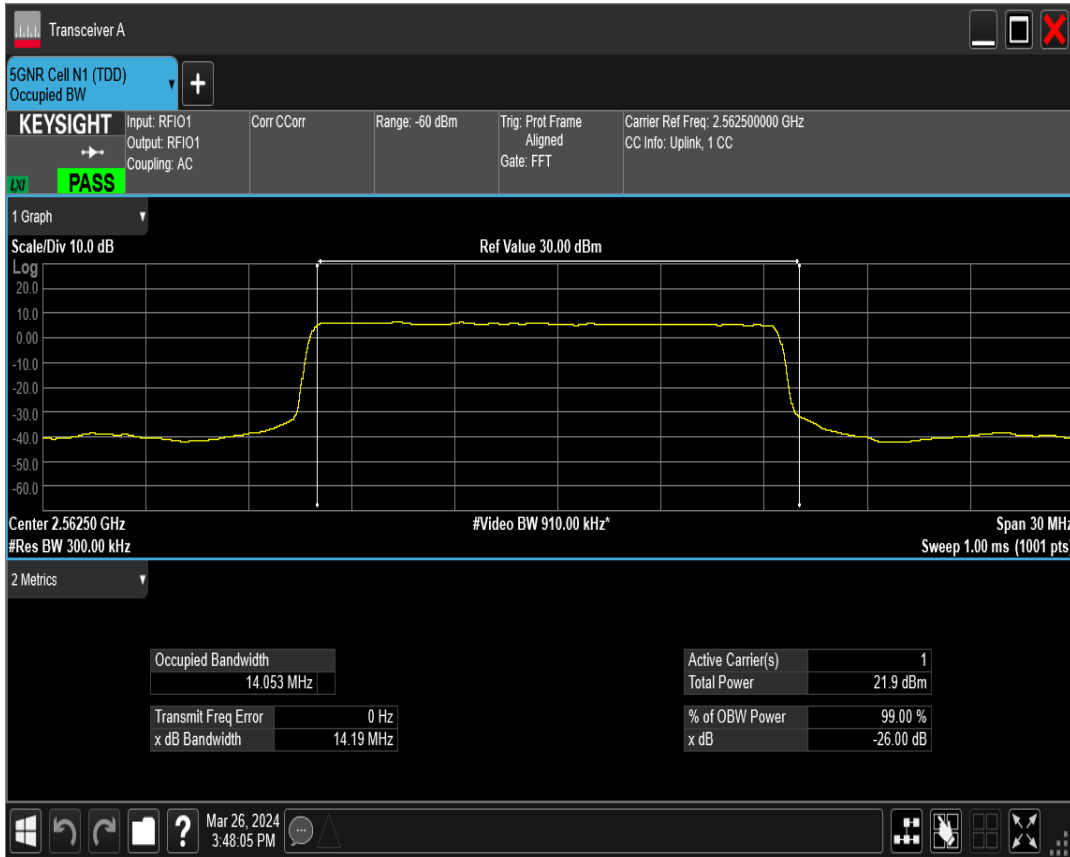 Transceiver A
5GNR Cell N1 (TDD)
Occupied BW
+
KEYSIGHT
LXI
PASS
Input: RFIO1
Output: RFIO1
Coupling: AC
Corr CCorr
Range: -60 dBm
Trig: Prot Frame
Aligned
Gate: FFT
Carrier Ref Freq: 2.562500000 GHz
CC Info: Uplink, 1 CC
1 Graph
Scale/Div 10.0 dB
Ref Value 30.00 dBm
Log
20.0
10.0
0.00
-10.0
-20.0
-30.0
-40.0
-50.0
-60.0
Center 2.56250 GHz
#Video BW 910.00 kHz*
Span 30 MHz
#Res BW 300.00 kHz
Sweep 1.00 ms (1001 pts)
2 Metrics
Occupied Bandwidth
14.053 MHz
Transmit Freq Error 0 Hz
x dB Bandwidth 14.19 MHz
Active Carrier(s) 1
Total Power 21.9 dBm
% of OBW Power 99.00 %
x dB -26.00 dB
?
Mar 26, 2024
3:48:05 PM